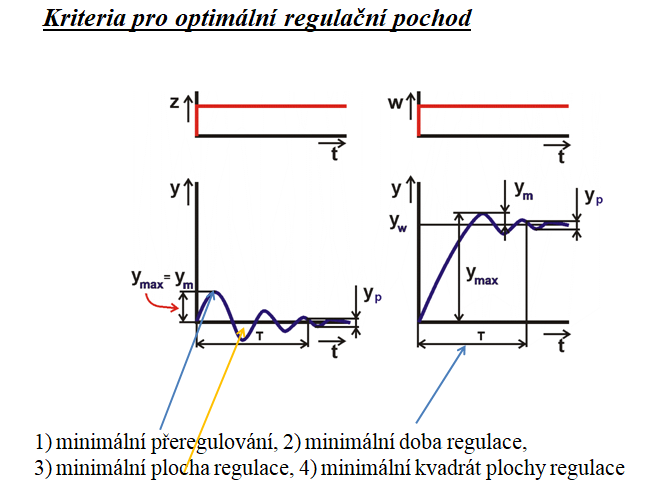 Kriteria pro optimální regulační pochod
z
w
t
t
y
y
yₘ
yₚ
y_w
yₘₐₓ= yₘ
yₚ
yₘₐₓ
T
T
t
t
1) minimální přeregulování, 2) minimální doba regulace,
3) minimální plocha regulace, 4) minimální kvadrát plochy regulace